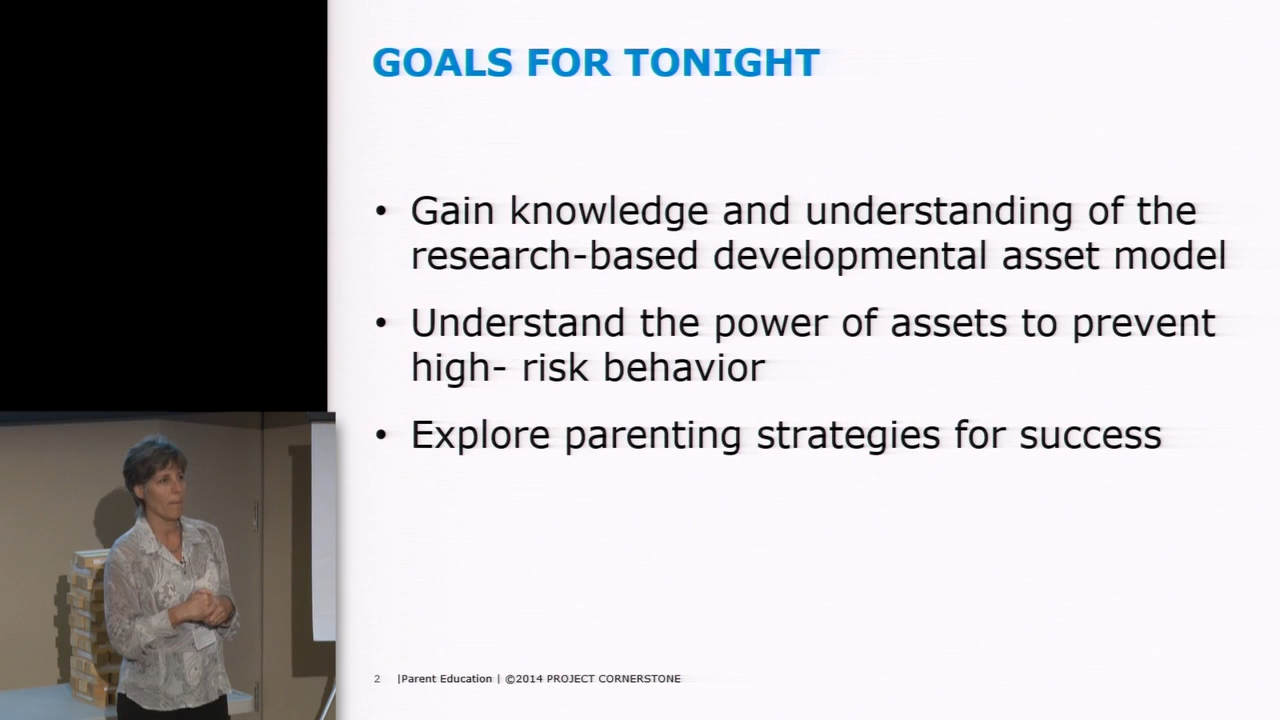 GOALS FOR TONIGHT
• Gain knowledge and understanding of the
research-based developmental asset model
• Understand the power of assets to prevent
high- risk behavior
• Explore parenting strategies for success
2 |Parent Education | ©2014 PROJECT CORNERSTONE